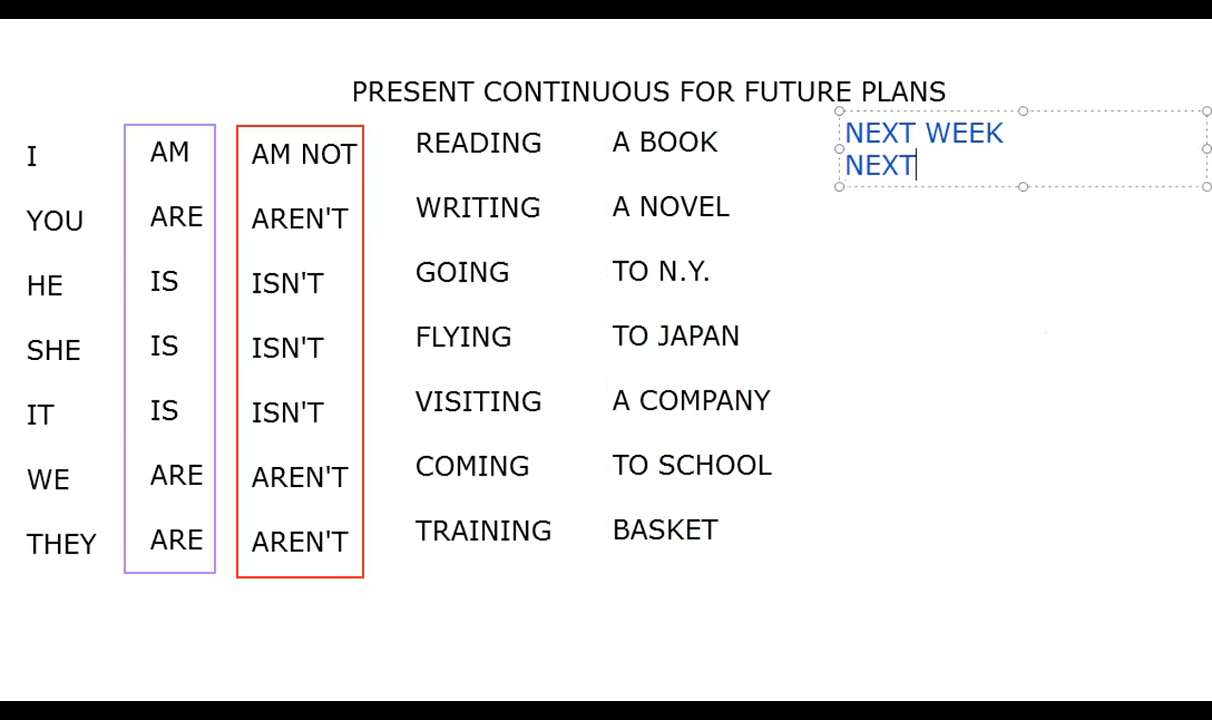 PRESENT CONTINUOUS FOR FUTURE PLANS
I AM AM NOT READING A BOOK NEXT WEEK
NEXT
YOU ARE AREN'T WRITING A NOVEL
HE IS ISN'T GOING TO N.Y.
SHE IS ISN'T FLYING TO JAPAN
IT IS ISN'T VISITING A COMPANY
WE ARE AREN'T COMING TO SCHOOL
THEY ARE AREN'T TRAINING BASKET